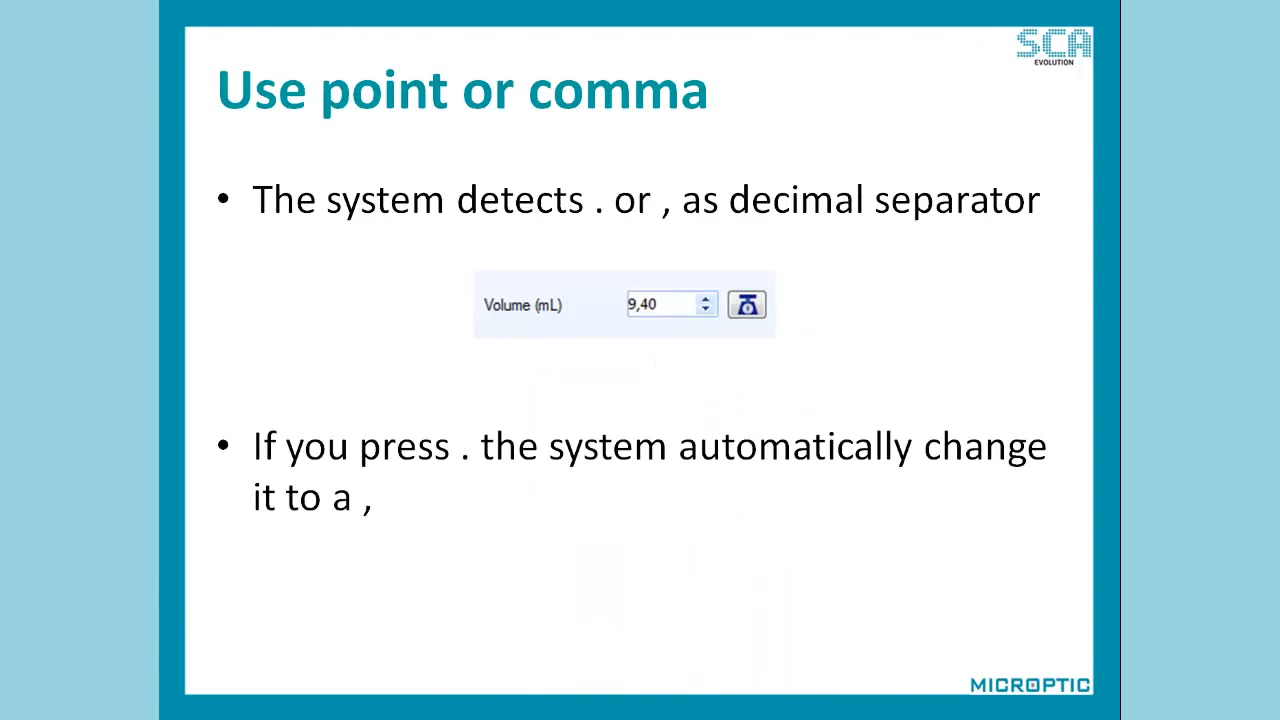 SCA
EVOLUTION
Use point or comma
• The system detects . or , as decimal separator
Volume (mL) 9,40
• If you press . the system automatically change
it to a ,
MICROPTIC